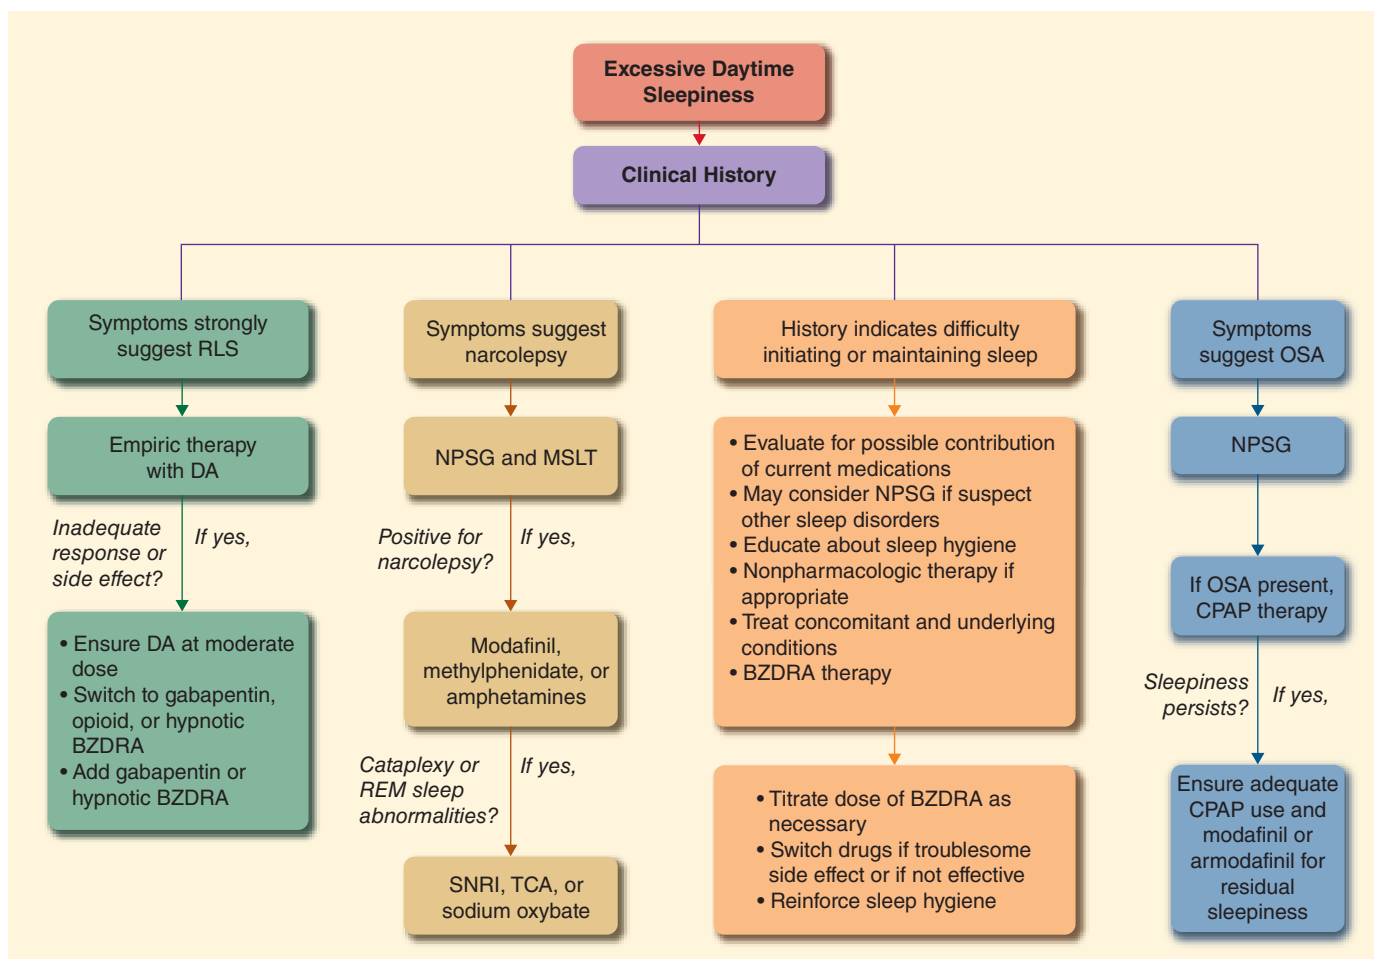 Excessive Daytime
Sleepiness
Clinical History
Symptoms strongly
suggest RLS
Empiric therapy
with DA
Inadequate
response or
side effect?
If yes,
• Ensure DA at moderate
dose
• Switch to gabapentin,
opioid, or hypnotic
BZDRA
• Add gabapentin or
hypnotic BZDRA
Symptoms suggest
narcolepsy
NPSG and MSLT
Positive for
narcolepsy?
If yes,
Modafinil,
methylphenidate, or
amphetamines
Cataplexy or
REM sleep
abnormalities?
If yes,
SNRI, TCA, or
sodium oxybate
History indicates difficulty
initiating or maintaining sleep
• Evaluate for possible contribution
of current medications
• May consider NPSG if suspect
other sleep disorders
• Educate about sleep hygiene
• Nonpharmacologic therapy if
appropriate
• Treat concomitant and underlying
conditions
• BZDRA therapy
• Titrate dose of BZDRA as
necessary
• Switch drugs if troublesome
side effect or if not effective
• Reinforce sleep hygiene
Symptoms
suggest OSA
NPSG
If OSA present,
CPAP therapy
Sleepiness
persists?
If yes,
Ensure adequate
CPAP use and
modafinil or
armodafinil for
residual
sleepiness